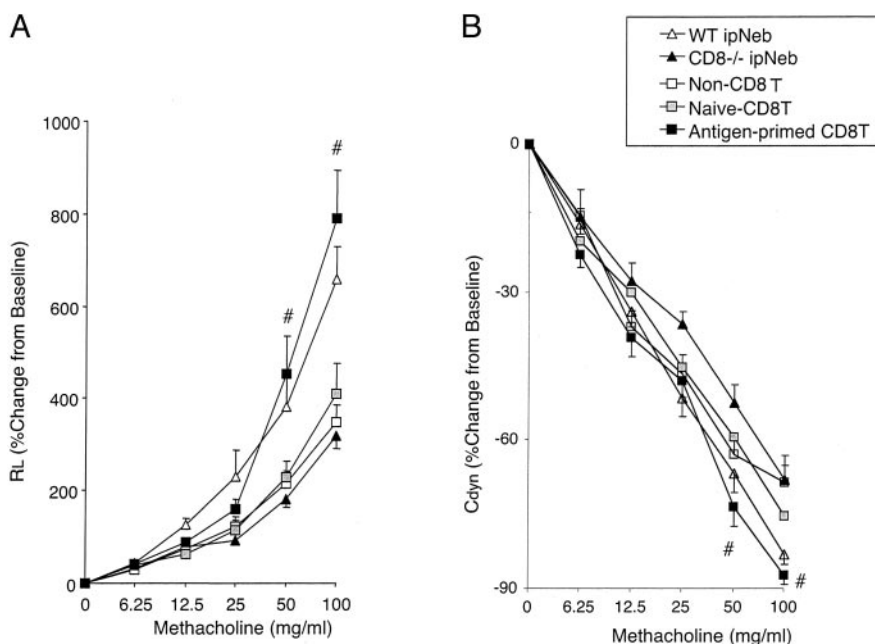 A
1000
800
600
400
200
0
RL (%Change from Baseline)
#
#
0 6.25 12.5 25 50 100
Methacholine (mg/ml)
B
WT ipNeb
CD8-/- ipNeb
Non-CD8T
Naive-CD8T
Antigen-primed CD8T
0
-30
-60
-90
Cdyn (%Change from Baseline)
#
#
0 6.25 12.5 25 50 100
Methacholine (mg/ml)